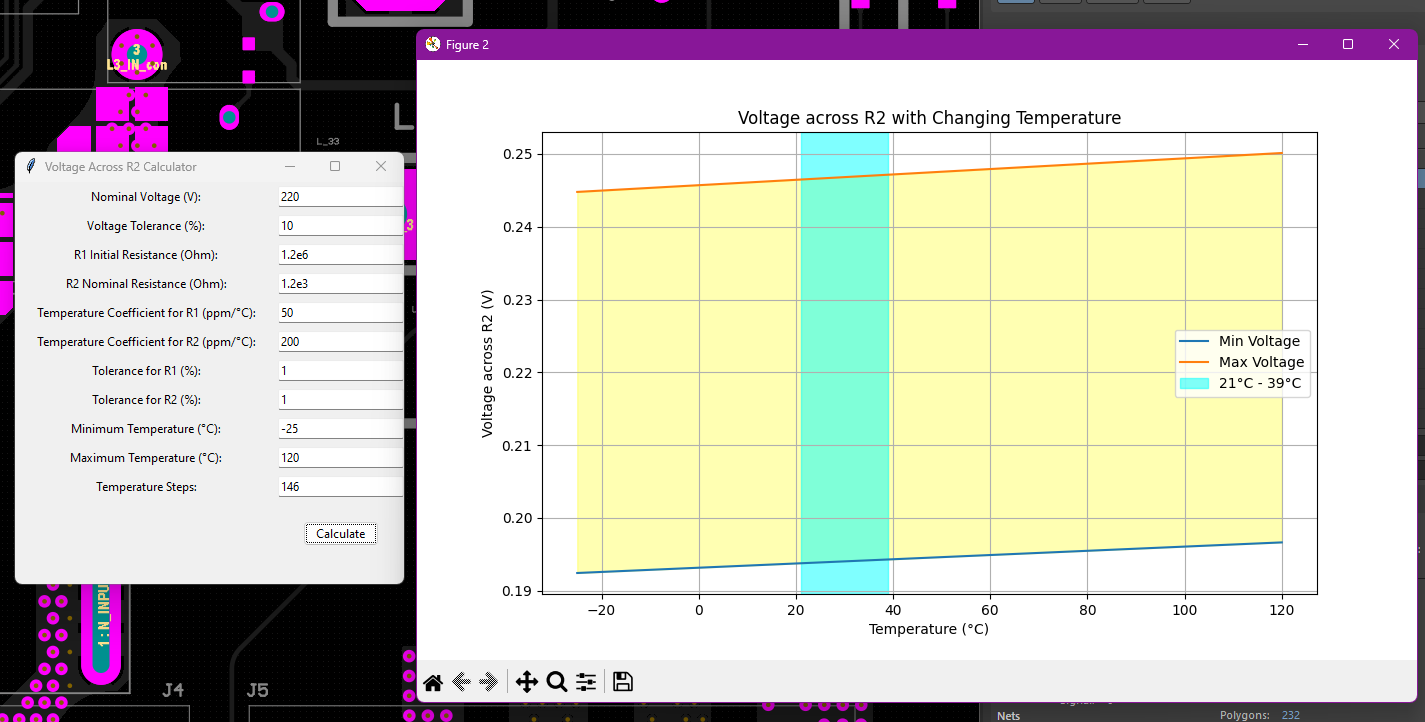 3
L3_IN_con
L_33
Voltage Across R2 Calculator
Nominal Voltage (V): 220
Voltage Tolerance (%): 10
R1 Initial Resistance (Ohm): 1.2e6
R2 Nominal Resistance (Ohm): 1.2e3
Temperature Coefficient for R1 (ppm/°C): 50
Temperature Coefficient for R2 (ppm/°C): 200
Tolerance for R1 (%): 1
Tolerance for R2 (%): 1
Minimum Temperature (°C): -25
Maximum Temperature (°C): 120
Temperature Steps: 146
Calculate
J4
J5
Figure 2
Voltage across R2 with Changing Temperature
Voltage across R2 (V)
0.25
0.24
0.23
0.22
0.21
0.20
0.19
Min Voltage
Max Voltage
21°C - 39°C
−20 0 20 40 60 80 100 120
Temperature (°C)
Nets
Polygons: 232